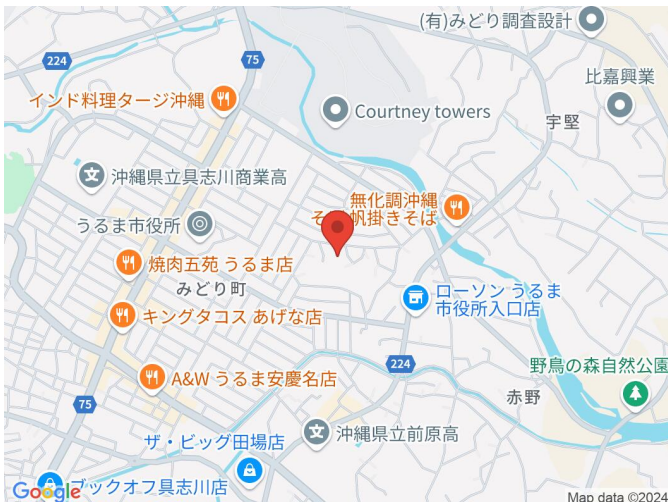 (有)みどり調査設計
224
75
比嘉興業
インド料理タージ沖縄
Courtney towers
宇堅
沖縄県立具志川商業高
無化調沖縄
そ 帆掛きそば
うるま市役所
焼肉五苑 うるま店
みどり町
ローソン うるま
市役所入口店
キングタコス あげな店
野鳥の森自然公園
224
A&W うるま安慶名店
赤野
75
沖縄県立前原高
ザ・ビッグ田場店
ブックオフ具志川店
Google
Map data ©2024